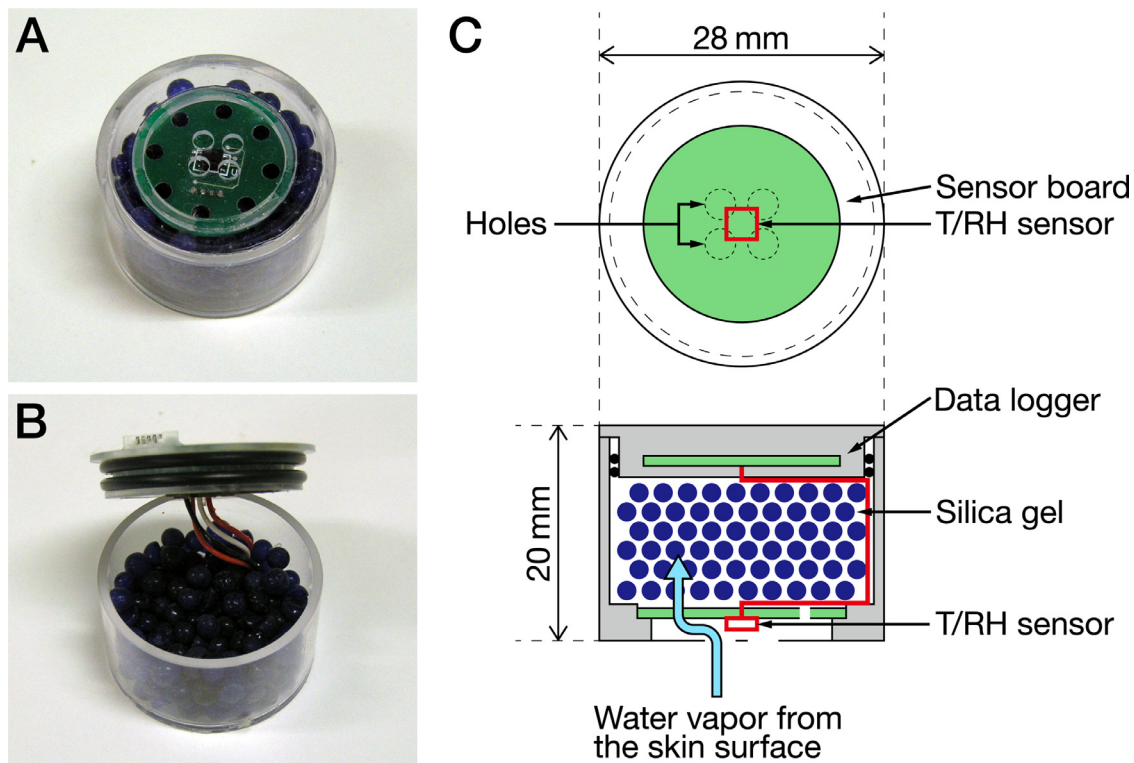 A
B
C
28 mm
Holes
Sensor board
T/RH sensor
20 mm
Data logger
Silica gel
T/RH sensor
Water vapor from
the skin surface